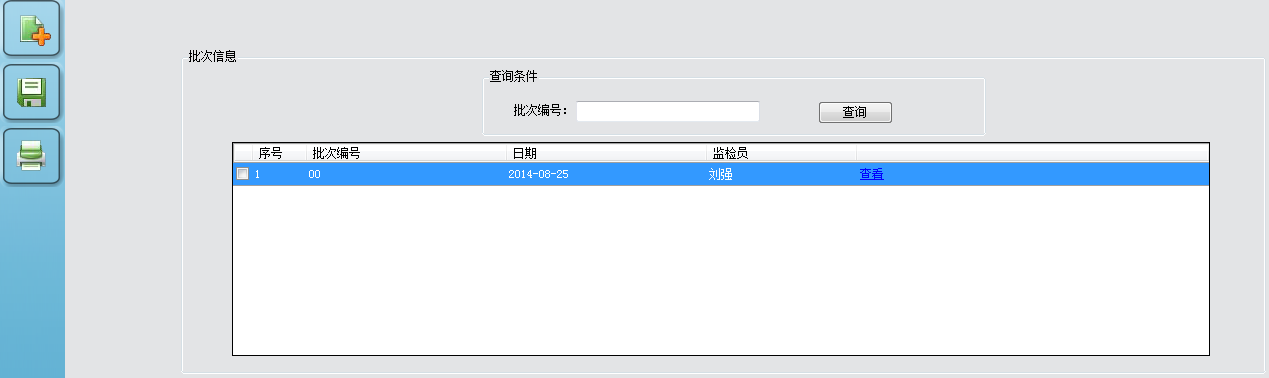 批次信息
查询条件
批次编号： 查询
序号 批次编号 日期 监检员
1 00 2014-08-25 刘强 查看